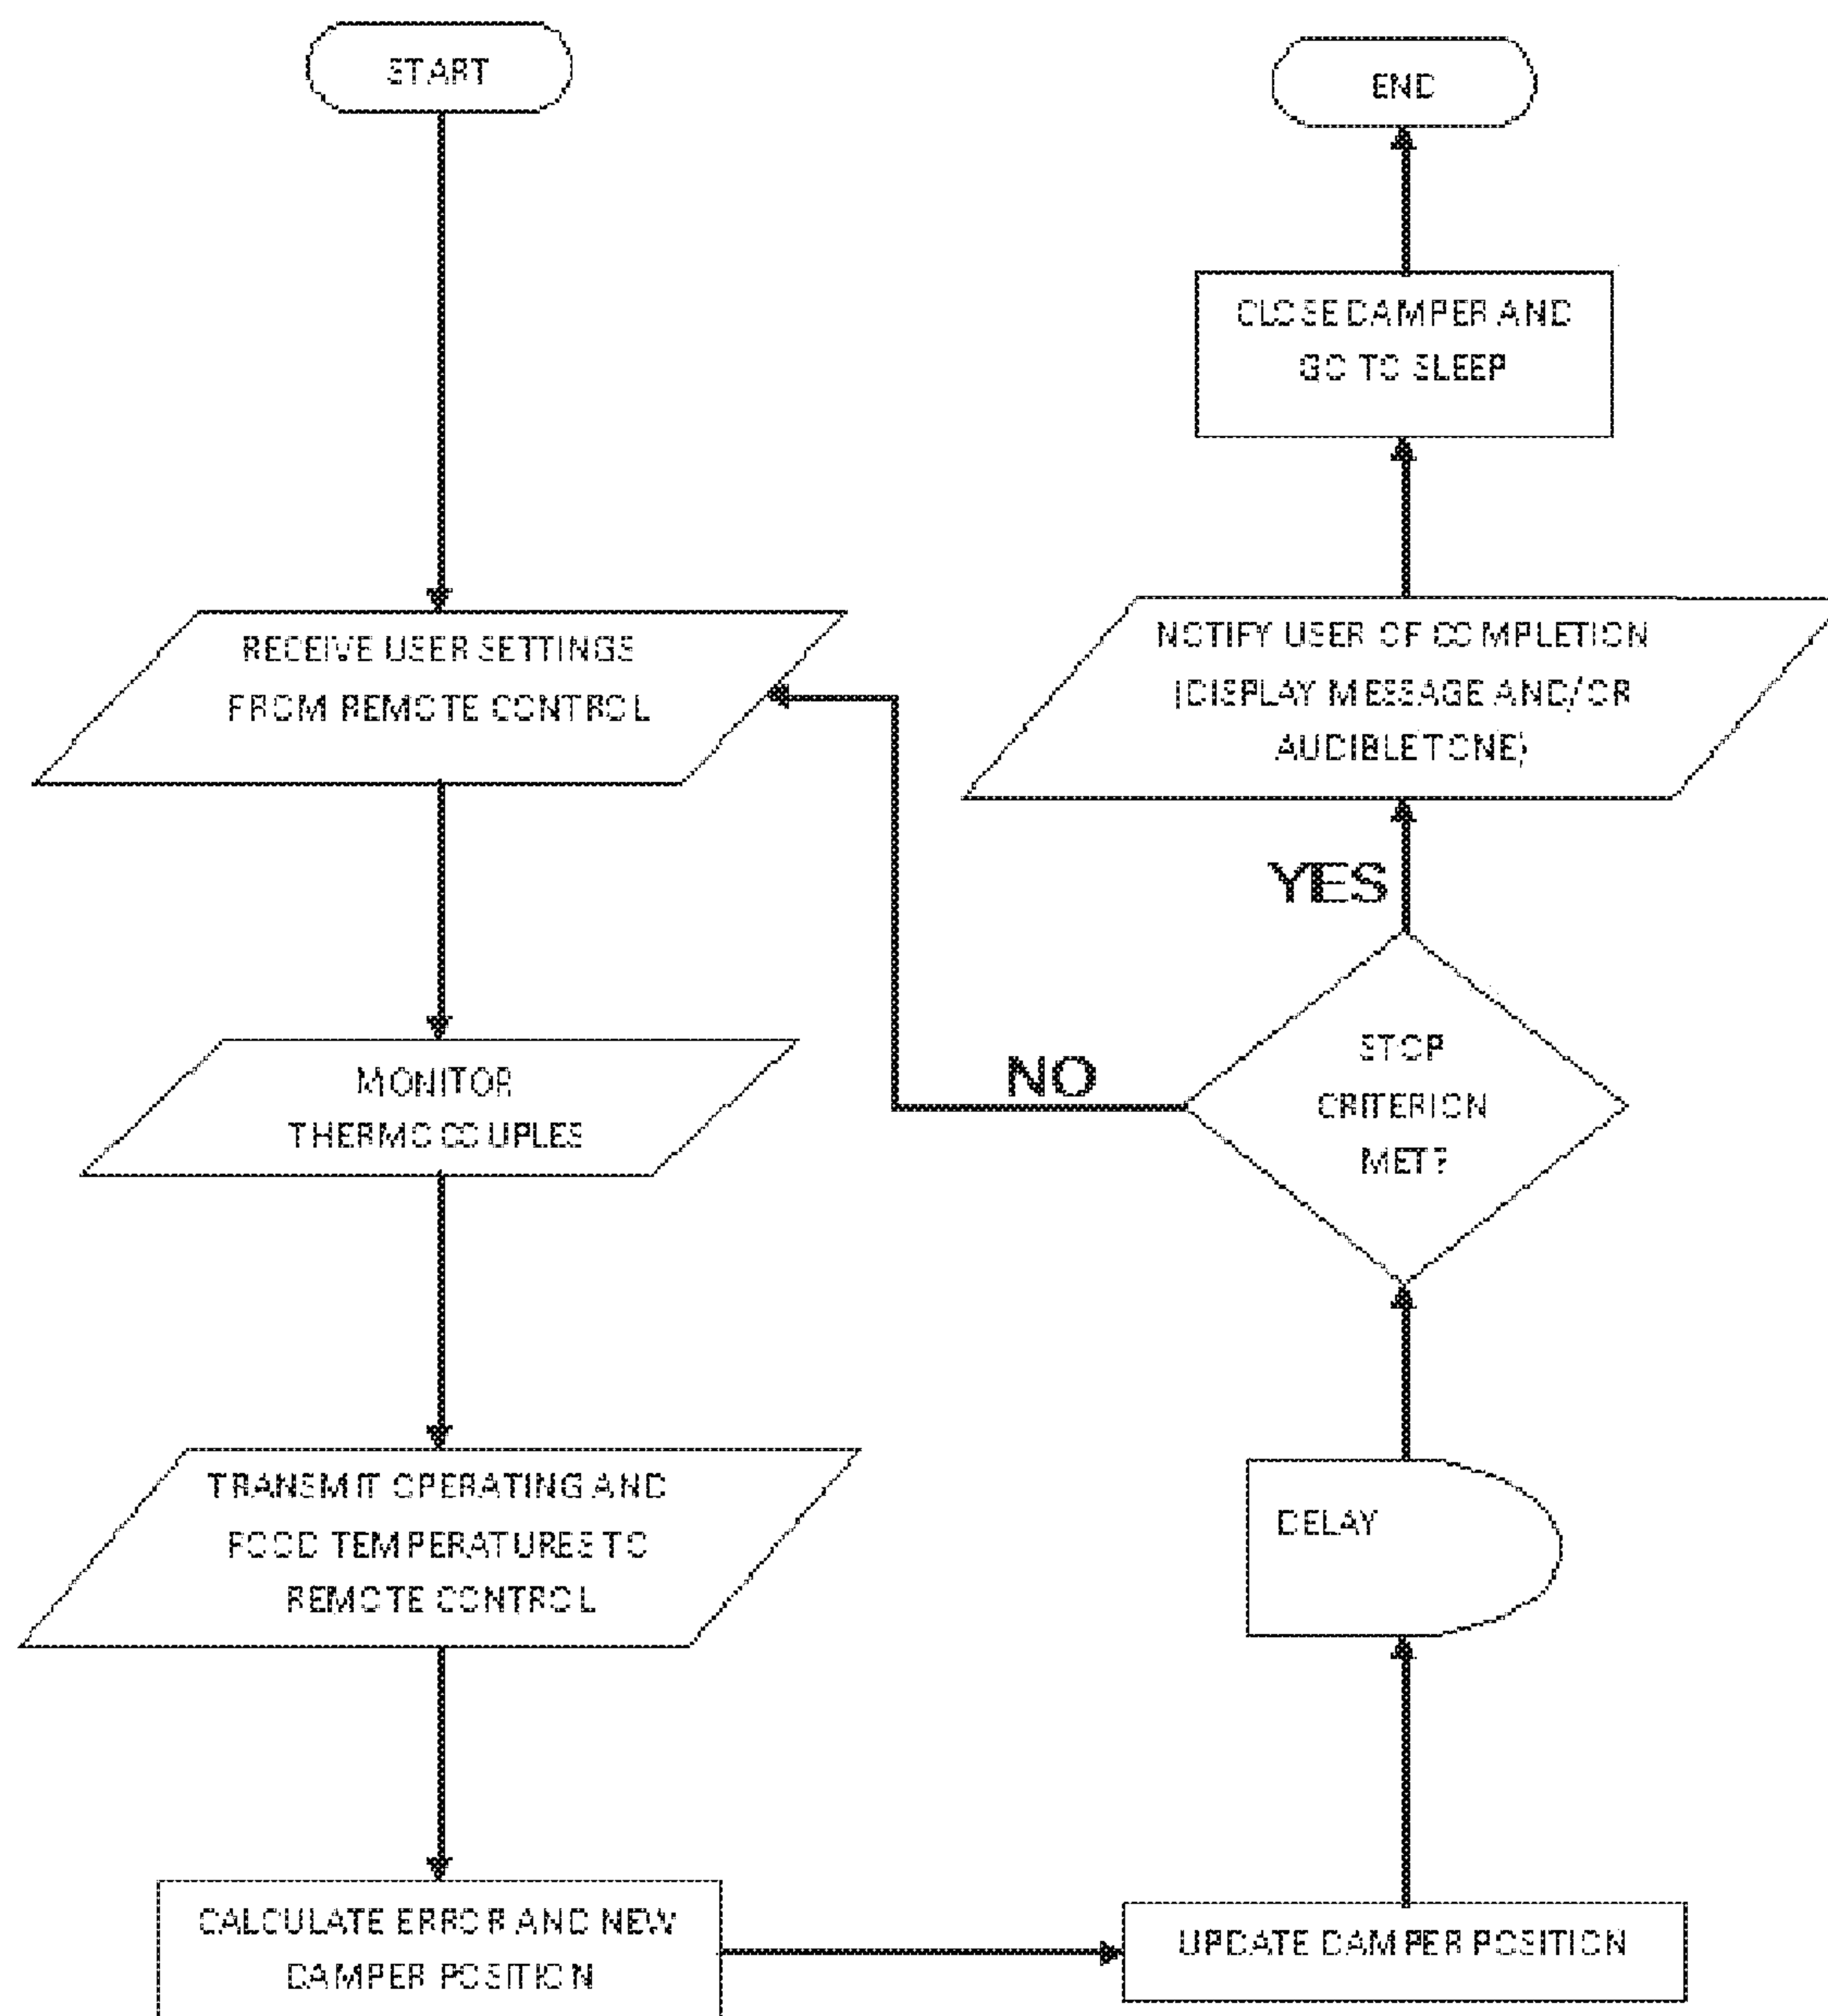 START
RECEIVE USER SETTINGS
FROM REMOTE CONTROL
MONITOR
THERMOCOUPLES
TRANSMIT OPERATING AND
FOOD TEMPERATURES TO
REMOTE CONTROL
CALCULATE ERROR AND NEW
DAMPER POSITION
UPDATE DAMPER POSITION
DELAY
STOP
CRITERION
MET?
NO
YES
NOTIFY USER OF COMPLETION
(DISPLAY MESSAGE AND/OR
AUDIBLE TONE)
CLOSE DAMPER AND
GO TO SLEEP
END